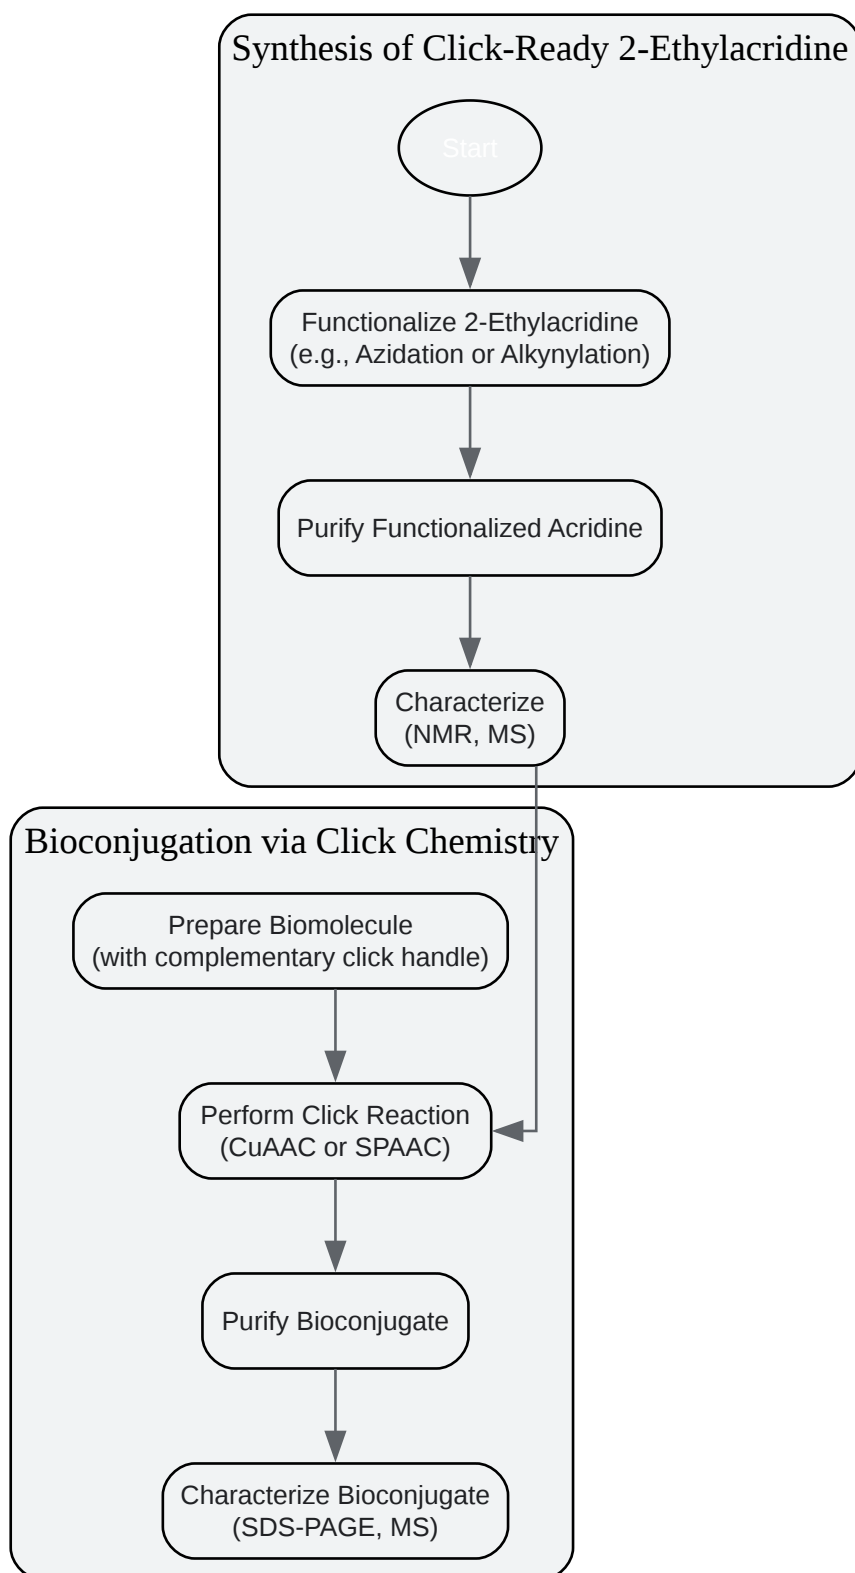 Synthesis of Click-Ready 2-Ethylacridine
Start
Functionalize 2-Ethylacridine
(e.g., Azidation or Alkynylation)
Purify Functionalized Acridine
Characterize
(NMR, MS)
Bioconjugation via Click Chemistry
Prepare Biomolecule
(with complementary click handle)
Perform Click Reaction
(CuAAC or SPAAC)
Purify Bioconjugate
Characterize Bioconjugate
(SDS-PAGE, MS)